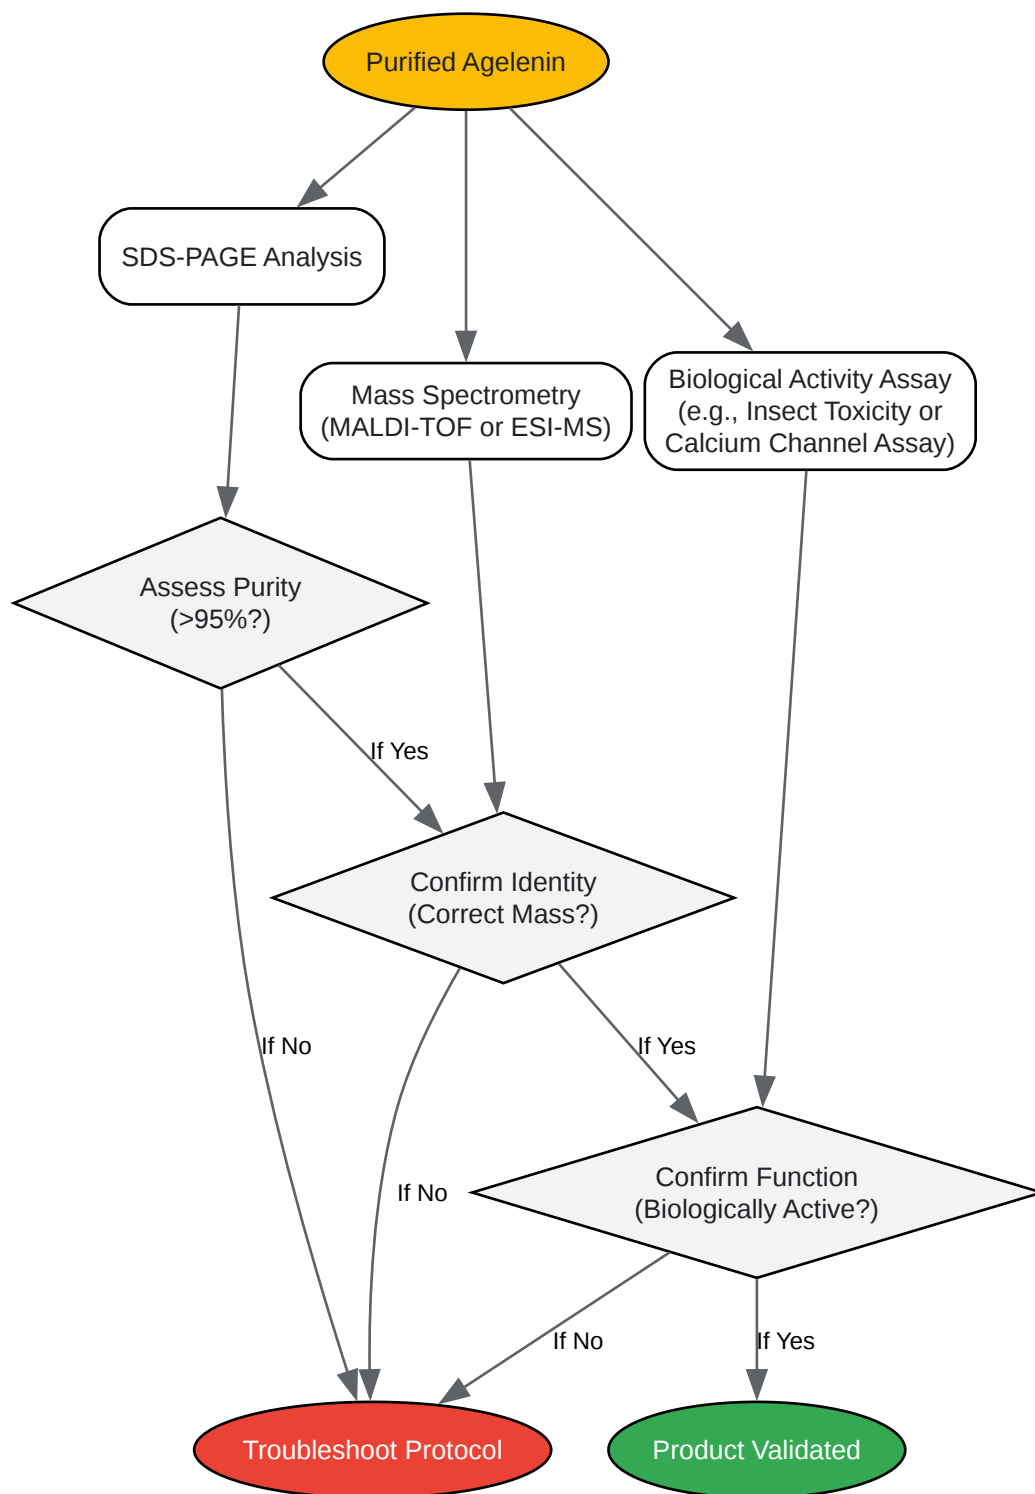 Purified Agelenin
SDS-PAGE Analysis
Mass Spectrometry
(MALDI-TOF or ESI-MS)
Biological Activity Assay
(e.g., Insect Toxicity or
Calcium Channel Assay)
Assess Purity
(>95%?)
If Yes
Confirm Identity
(Correct Mass?)
If No
If Yes
Confirm Function
(Biologically Active?)
If No
If No
If Yes
Troubleshoot Protocol
Product Validated